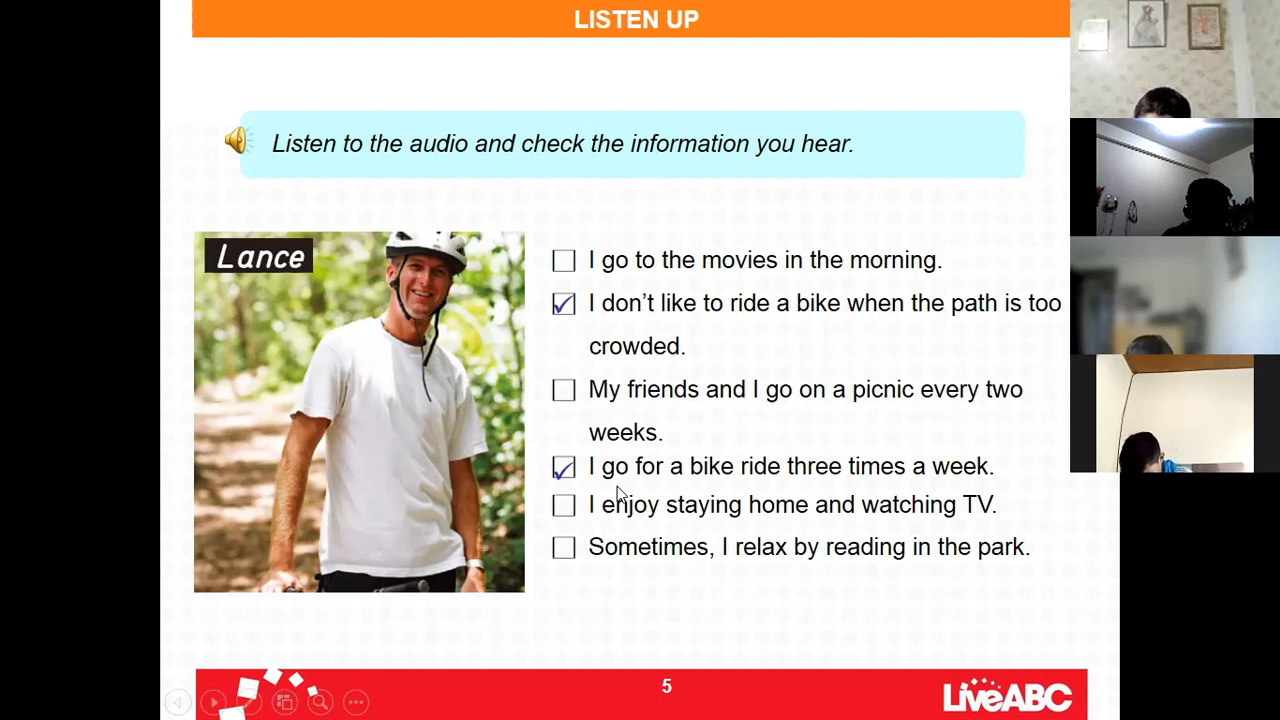 LISTEN UP
Listen to the audio and check the information you hear.
Lance
I go to the movies in the morning.
I don’t like to ride a bike when the path is too
crowded.
My friends and I go on a picnic every two
weeks.
I go for a bike ride three times a week.
I enjoy staying home and watching TV.
Sometimes, I relax by reading in the park.
5
LiveABC